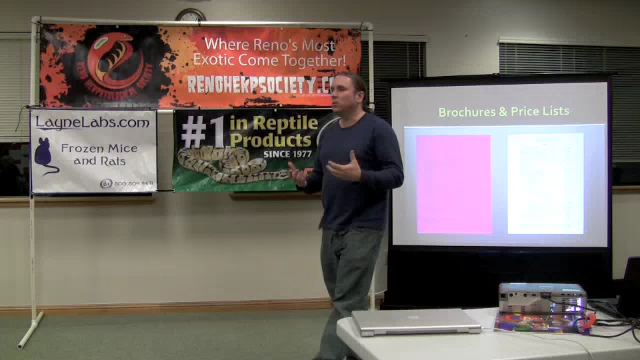 Where Reno's Most
Exotic Come Together!
RENOHERPSOCIETY.C
LayneLabs.com
Frozen Mice
and Rats
#1 in Reptile
Products
SINCE 1977
Brochures & Price Lists